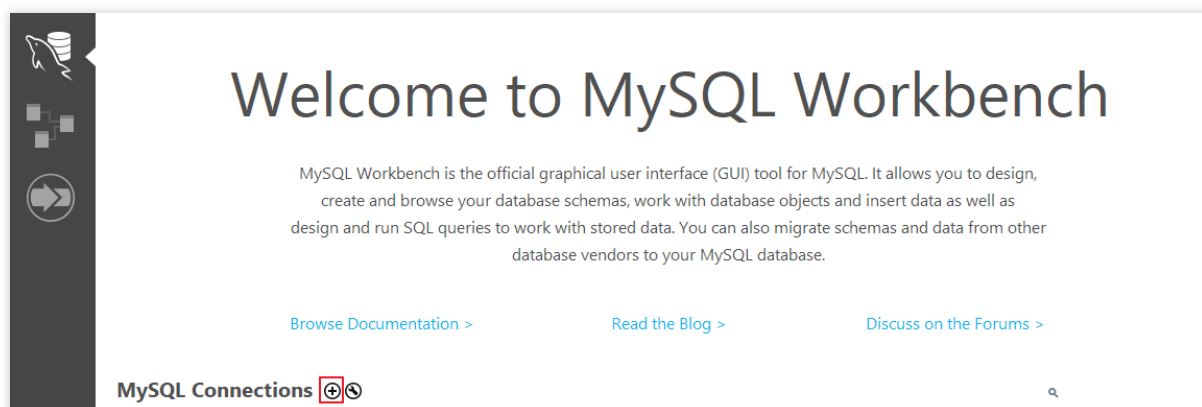 Welcome to MySQL Workbench
MySQL Workbench is the official graphical user interface (GUI) tool for MySQL. It allows you to design,
create and browse your database schemas, work with database objects and insert data as well as
design and run SQL queries to work with stored data. You can also migrate schemas and data from other
database vendors to your MySQL database.
Browse Documentation > Read the Blog > Discuss on the Forums >
MySQL Connections